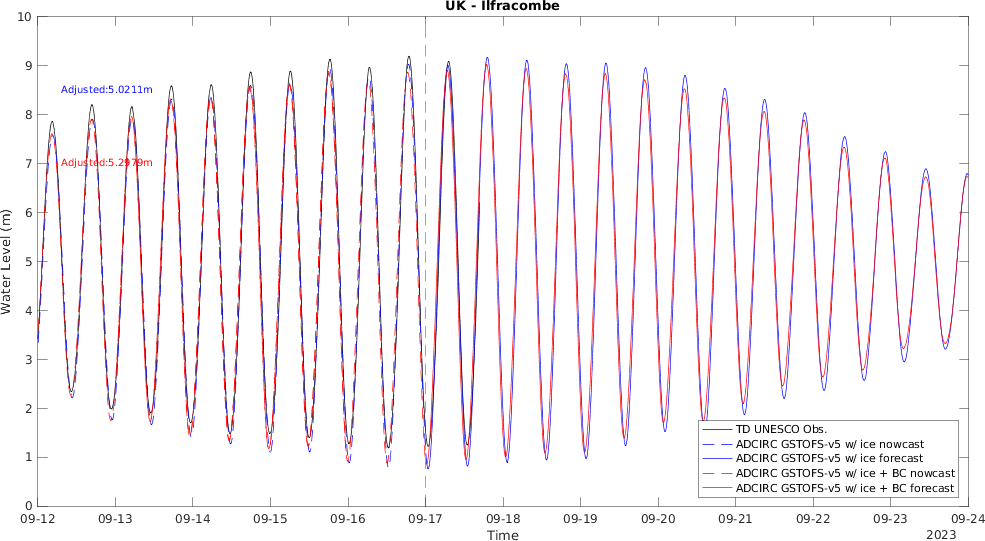 UK - Ilfracombe
10
9
8
7
6
5
4
3
2
1
0
Water Level (m)
Adjusted:5.0211m
Adjusted:5.2979m
TD UNESCO Obs.
ADCIRC GSTOFS-v5 w/ ice nowcast
ADCIRC GSTOFS-v5 w/ ice forecast
ADCIRC GSTOFS-v5 w/ ice + BC nowcast
ADCIRC GSTOFS-v5 w/ ice + BC forecast
09-12 09-13 09-14 09-15 09-16 09-17 09-18 09-19 09-20 09-21 09-22 09-23 09-24
Time
2023